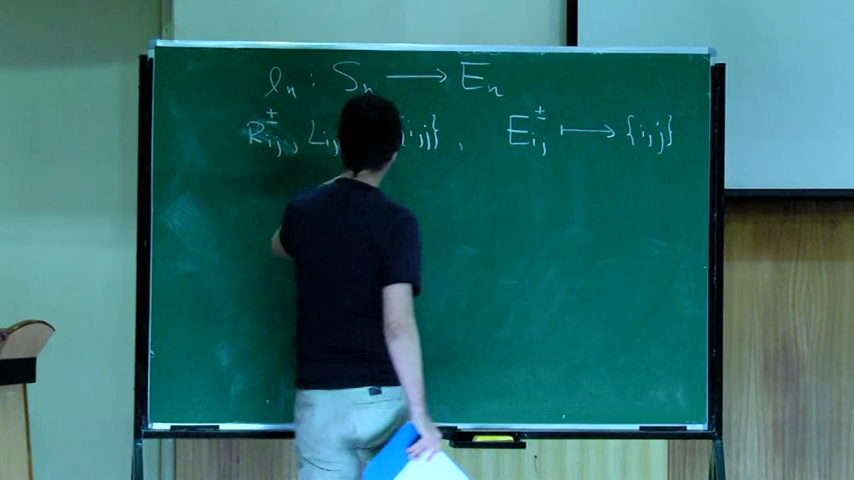 ℓₙ : Sₙ ⟶ Eₙ
R±ᵢⱼ, Lᵢⱼ {i,j}, E±ᵢⱼ ⟼ {i,j}